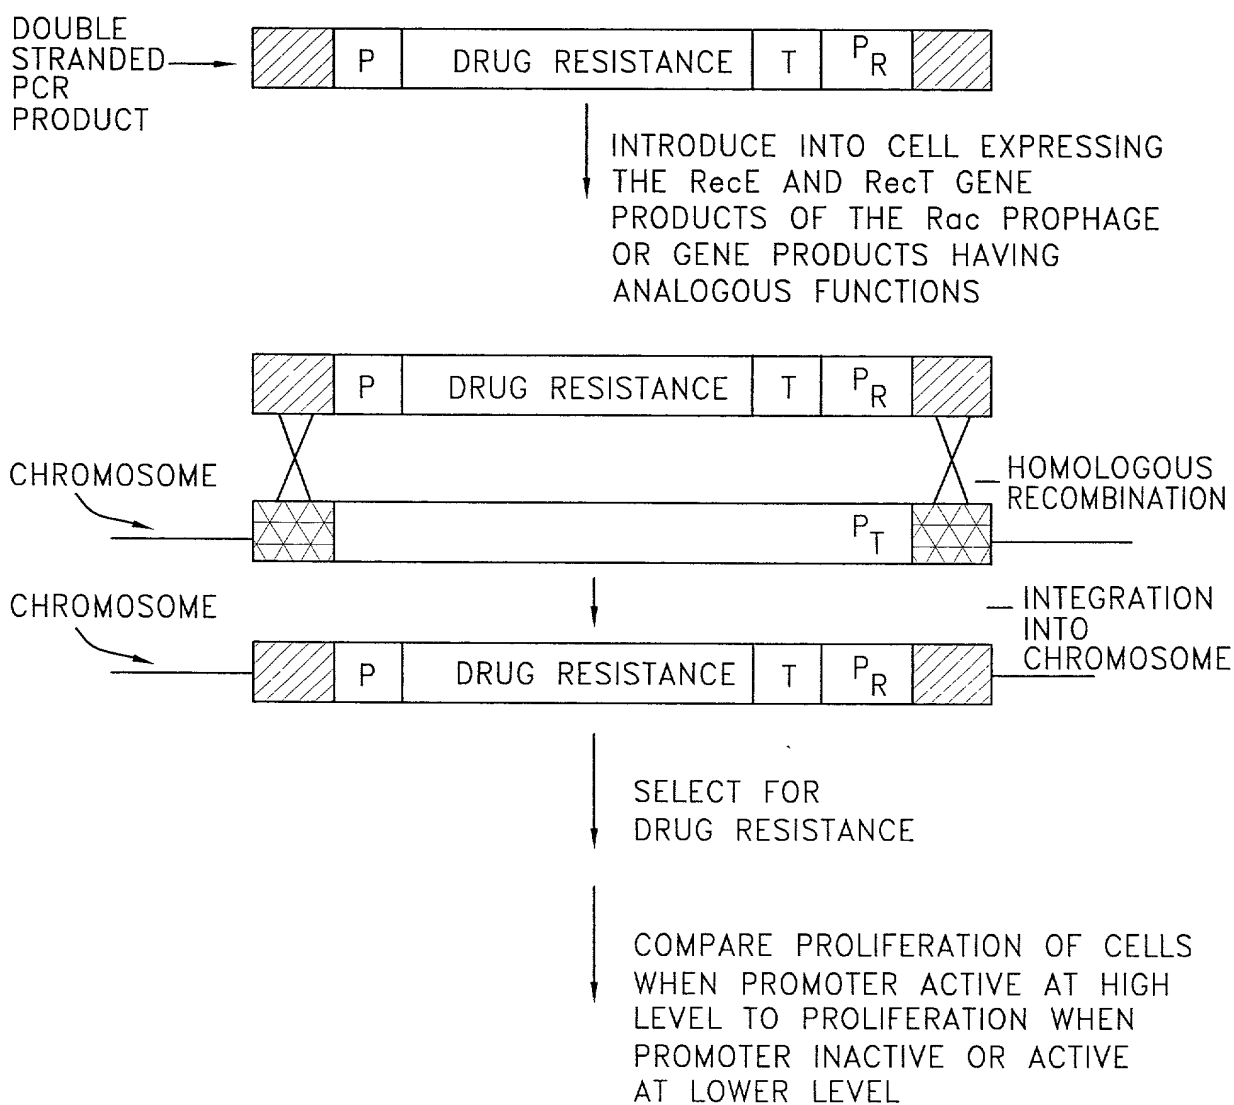 DOUBLE
STRANDED
PCR
PRODUCT
P DRUG RESISTANCE T PR
INTRODUCE INTO CELL EXPRESSING
THE RecE AND RecT GENE
PRODUCTS OF THE Rac PROPHAGE
OR GENE PRODUCTS HAVING
ANALOGOUS FUNCTIONS
P DRUG RESISTANCE T PR
HOMOLOGOUS
RECOMBINATION
CHROMOSOME
PT
CHROMOSOME
INTEGRATION
INTO
CHROMOSOME
P DRUG RESISTANCE T PR
SELECT FOR
DRUG RESISTANCE
COMPARE PROLIFERATION OF CELLS
WHEN PROMOTER ACTIVE AT HIGH
LEVEL TO PROLIFERATION WHEN
PROMOTER INACTIVE OR ACTIVE
AT LOWER LEVEL